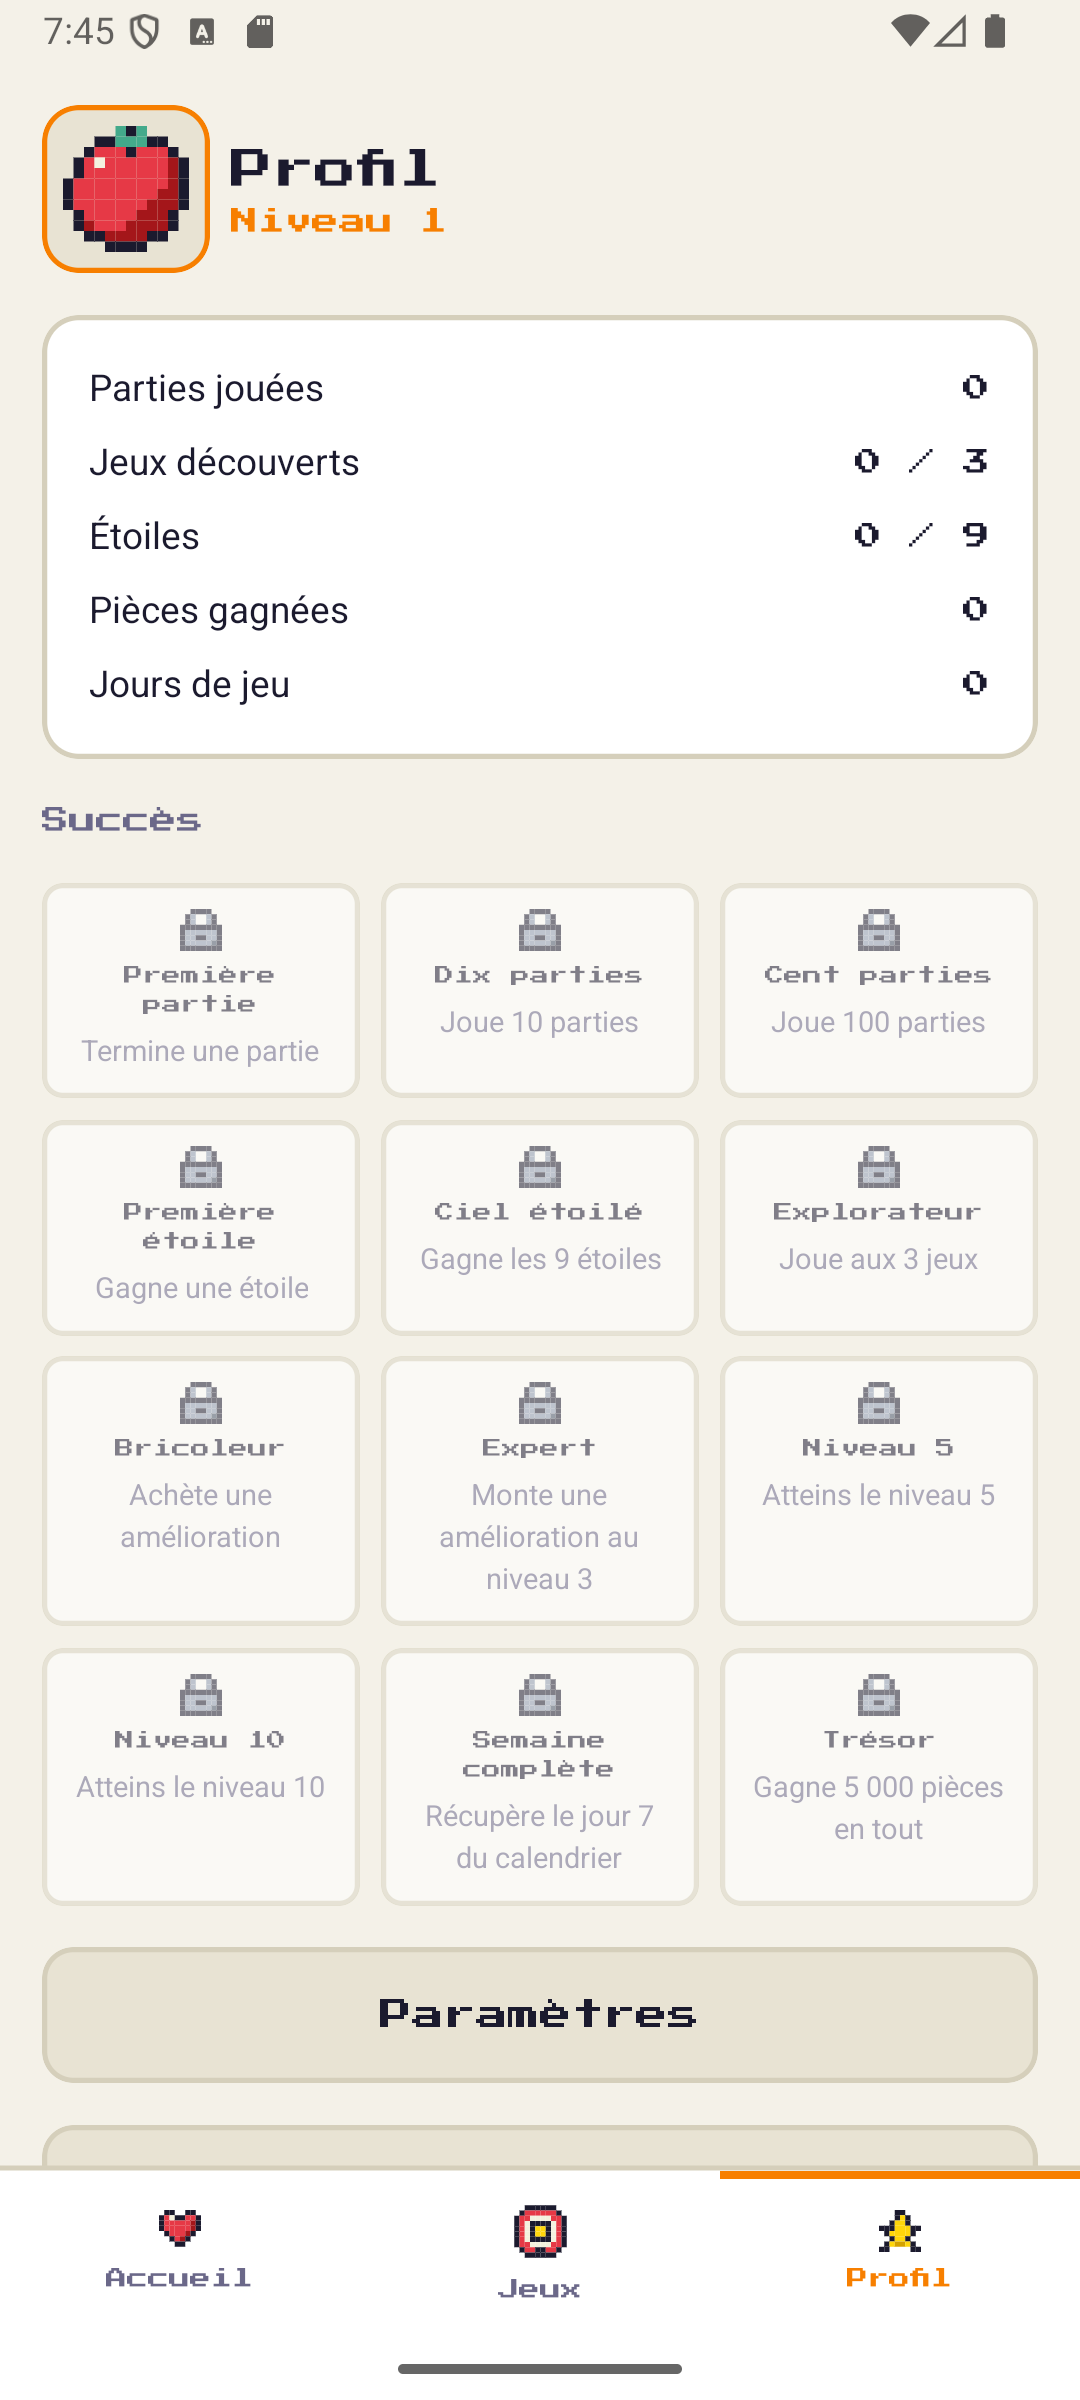 7:45
Profil
Niveau 1
Parties jouées 0
Jeux découverts 0 / 3
Étoiles 0 / 9
Pièces gagnées 0
Jours de jeu 0
Succès
Première
partie
Termine une partie
Dix parties
Joue 10 parties
Cent parties
Joue 100 parties
Première
étoile
Gagne une étoile
Ciel étoilé
Gagne les 9 étoiles
Explorateur
Joue aux 3 jeux
Bricoleur
Achète une
amélioration
Expert
Monte une
amélioration au
niveau 3
Niveau 5
Atteins le niveau 5
Niveau 10
Atteins le niveau 10
Semaine
complète
Récupère le jour 7
du calendrier
Trésor
Gagne 5 000 pièces
en tout
Paramètres
Accueil
Jeux
Profil